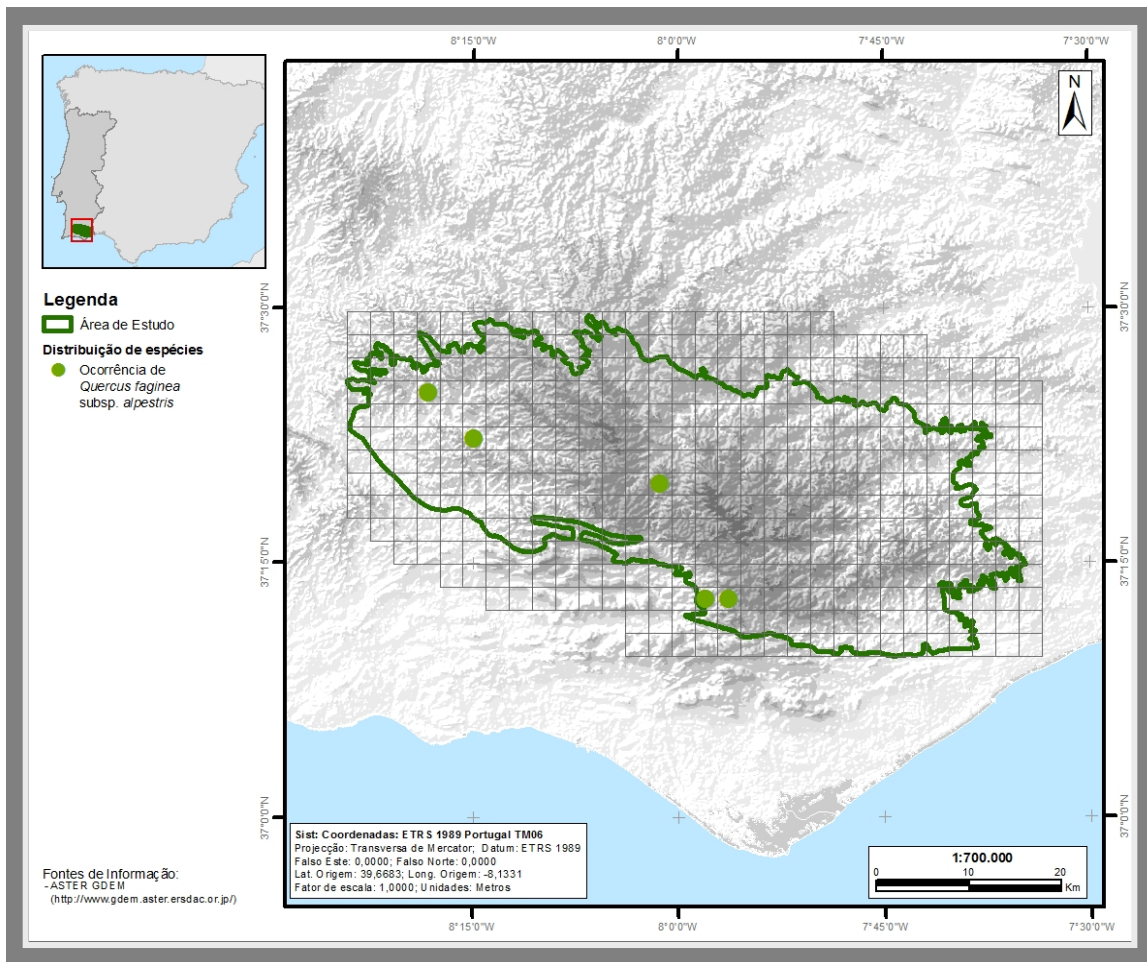 8°15'0"W
8°0'0"W
7°45'0"W
7°30'0"W
N
Legenda
Área de Estudo
Distribuição de espécies
Ocorrência de
Quercus faginea
subsp. alpestris
37°30'0"N
37°30'0"N
37°15'0"N
37°15'0"N
37°0'0"N
37°0'0"N
Sist: Coordenadas: ETRS 1989 Portugal TM06
Projecção: Transversa de Mercator; Datum: ETRS 1989
Falso Este: 0,0000; Falso Norte: 0,0000
Lat. Origem: 39,6683; Long. Origem: -8,1331
Fator de escala: 1,0000; Unidades: Metros
1:700.000
0 10 20
Km
Fontes de Informação:
-ASTER GDEM
(http://www.gdem.aster.ersdac.or.jp/)
8°15'0"W
8°0'0"W
7°45'0"W
7°30'0"W